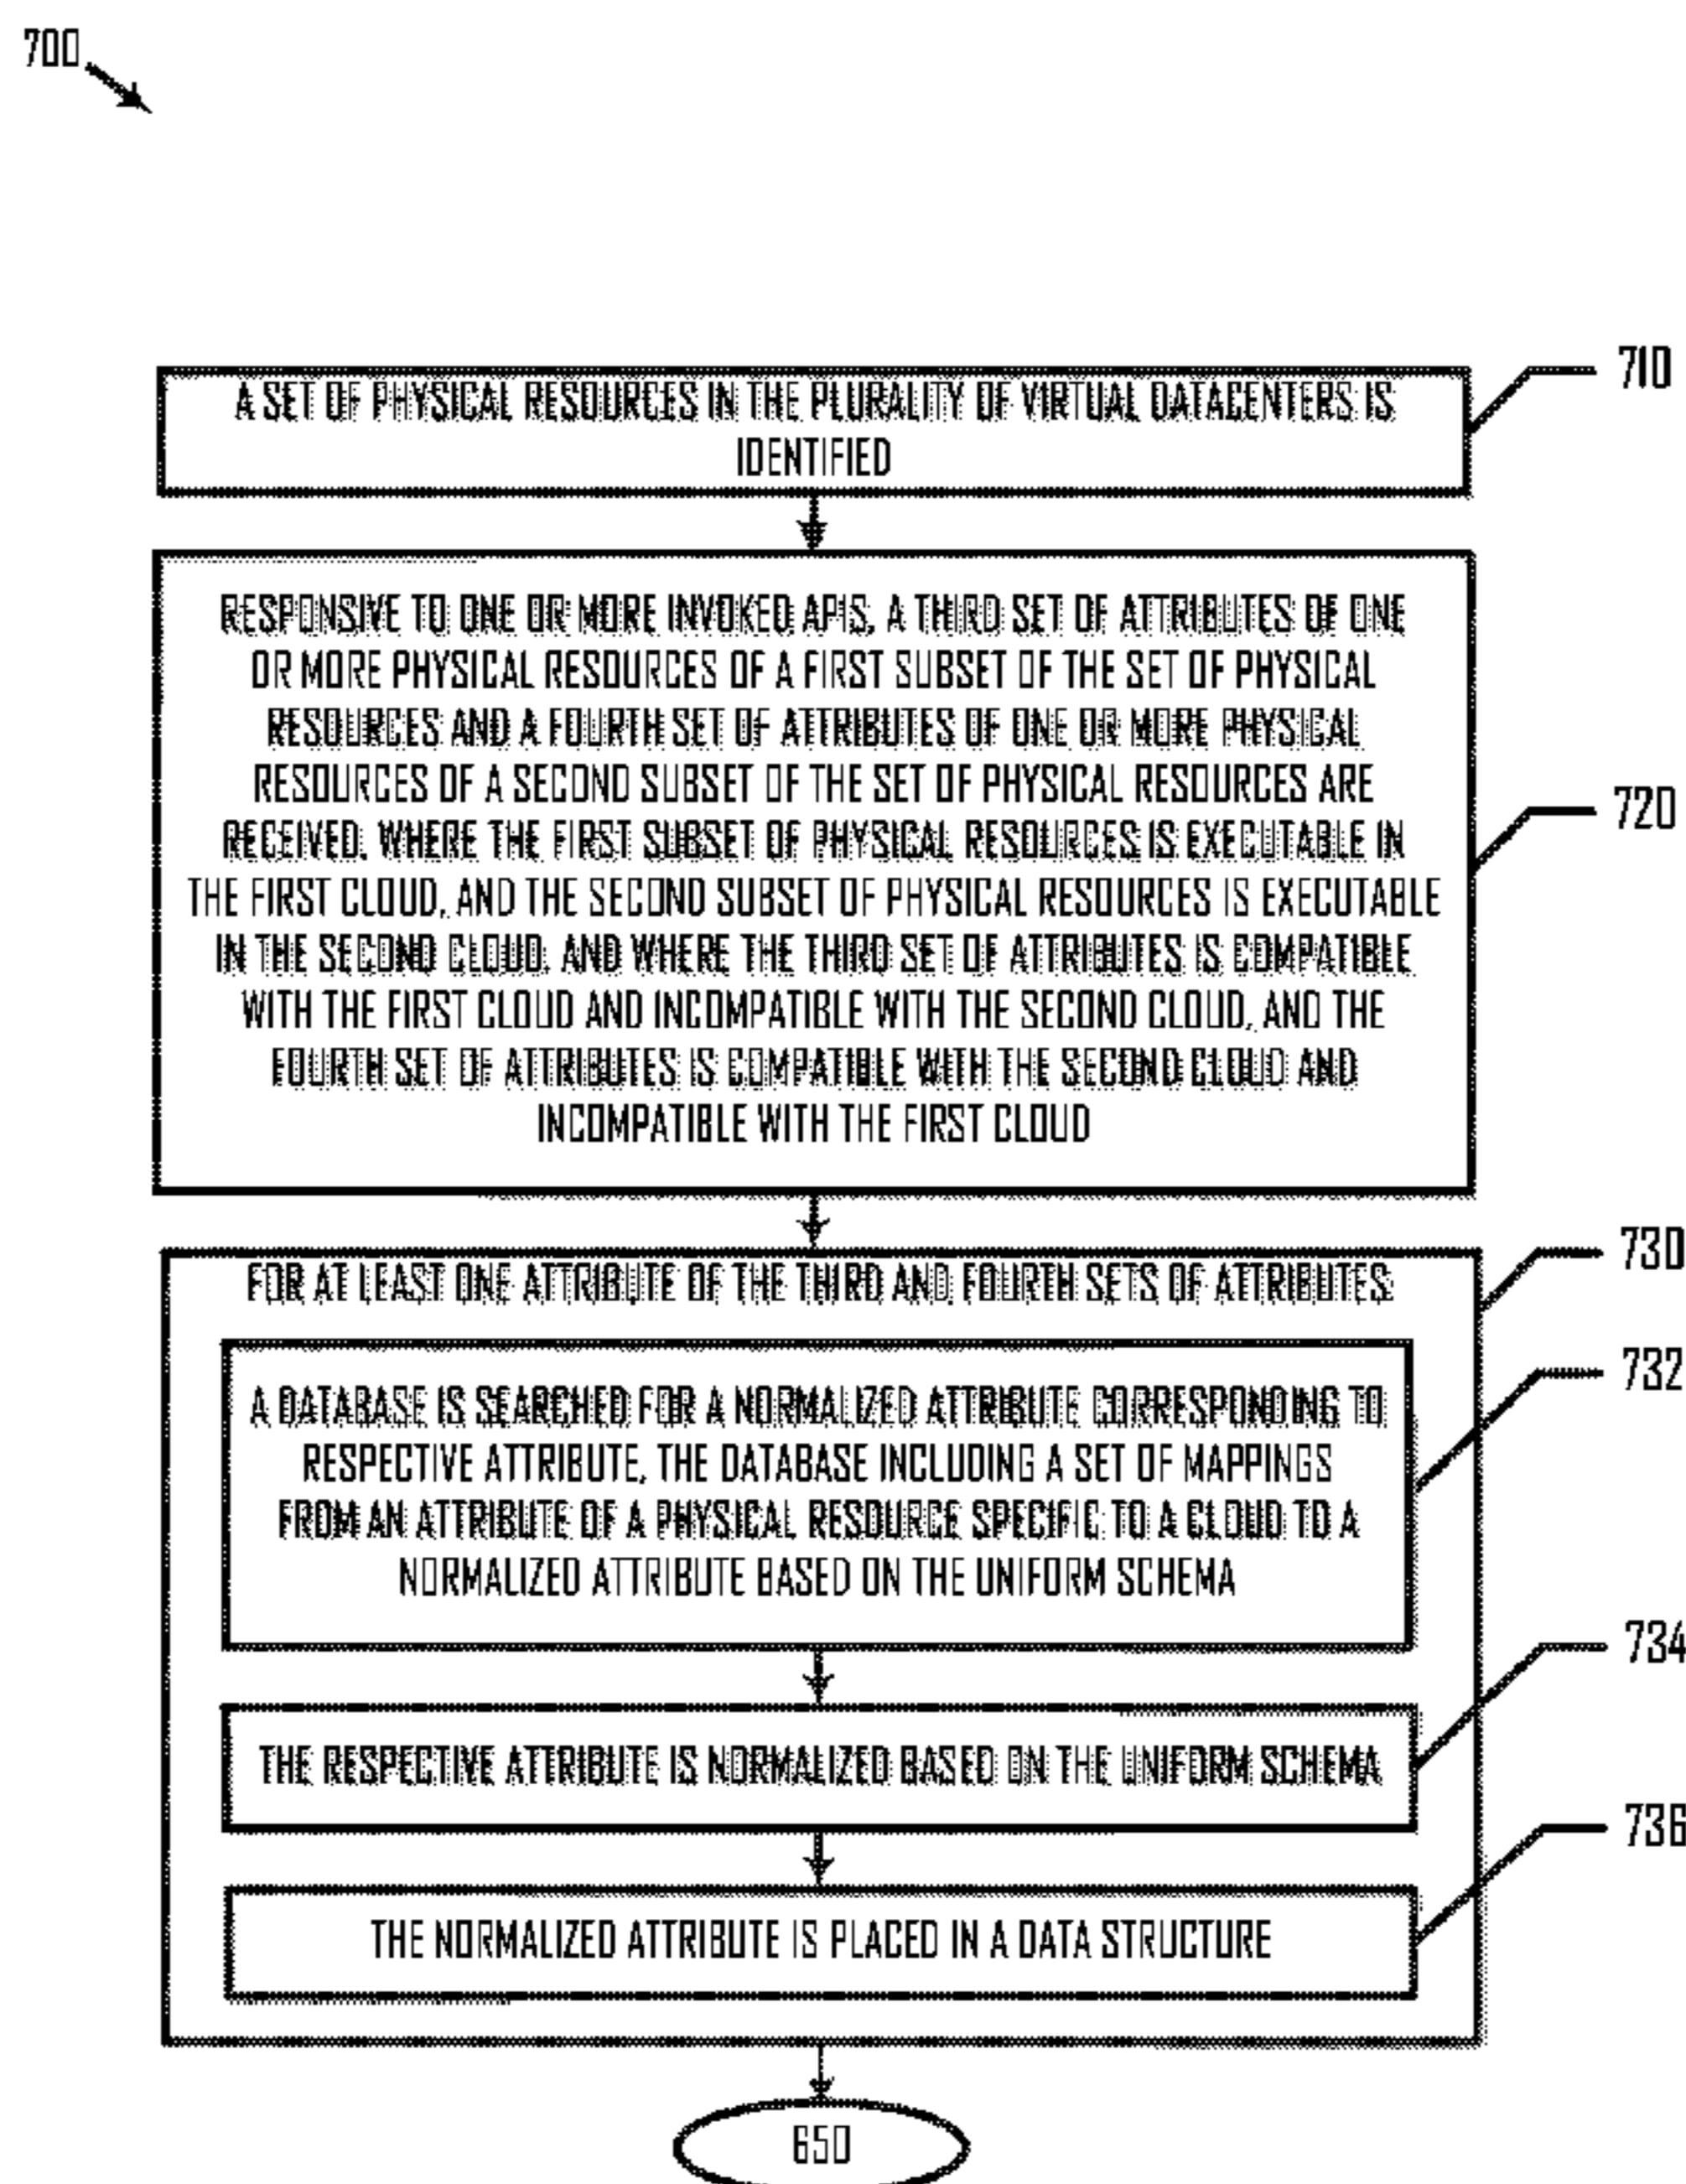 700
710
A SET OF PHYSICAL RESOURCES IN THE PLURALITY OF VIRTUAL DATACENTERS IS
IDENTIFIED
720
RESPONSIVE TO ONE OR MORE INVOKED APIS, A THIRD SET OF ATTRIBUTES OF ONE
OR MORE PHYSICAL RESOURCES OF A FIRST SUBSET OF THE SET OF PHYSICAL
RESOURCES AND A FOURTH SET OF ATTRIBUTES OF ONE OR MORE PHYSICAL
RESOURCES OF A SECOND SUBSET OF THE SET OF PHYSICAL RESOURCES ARE
RECEIVED, WHERE THE FIRST SUBSET OF PHYSICAL RESOURCES IS EXECUTABLE IN
THE FIRST CLOUD, AND THE SECOND SUBSET OF PHYSICAL RESOURCES IS EXECUTABLE
IN THE SECOND CLOUD, AND WHERE THE THIRD SET OF ATTRIBUTES IS COMPATIBLE
WITH THE FIRST CLOUD AND INCOMPATIBLE WITH THE SECOND CLOUD, AND THE
FOURTH SET OF ATTRIBUTES IS COMPATIBLE WITH THE SECOND CLOUD AND
INCOMPATIBLE WITH THE FIRST CLOUD
730
FOR AT LEAST ONE ATTRIBUTE OF THE THIRD AND FOURTH SETS OF ATTRIBUTES:
732
A DATABASE IS SEARCHED FOR A NORMALIZED ATTRIBUTE CORRESPONDING TO
RESPECTIVE ATTRIBUTE, THE DATABASE INCLUDING A SET OF MAPPINGS
FROM AN ATTRIBUTE OF A PHYSICAL RESOURCE SPECIFIC TO A CLOUD TO A
NORMALIZED ATTRIBUTE BASED ON THE UNIFORM SCHEMA
734
THE RESPECTIVE ATTRIBUTE IS NORMALIZED BASED ON THE UNIFORM SCHEMA
736
THE NORMALIZED ATTRIBUTE IS PLACED IN A DATA STRUCTURE
650